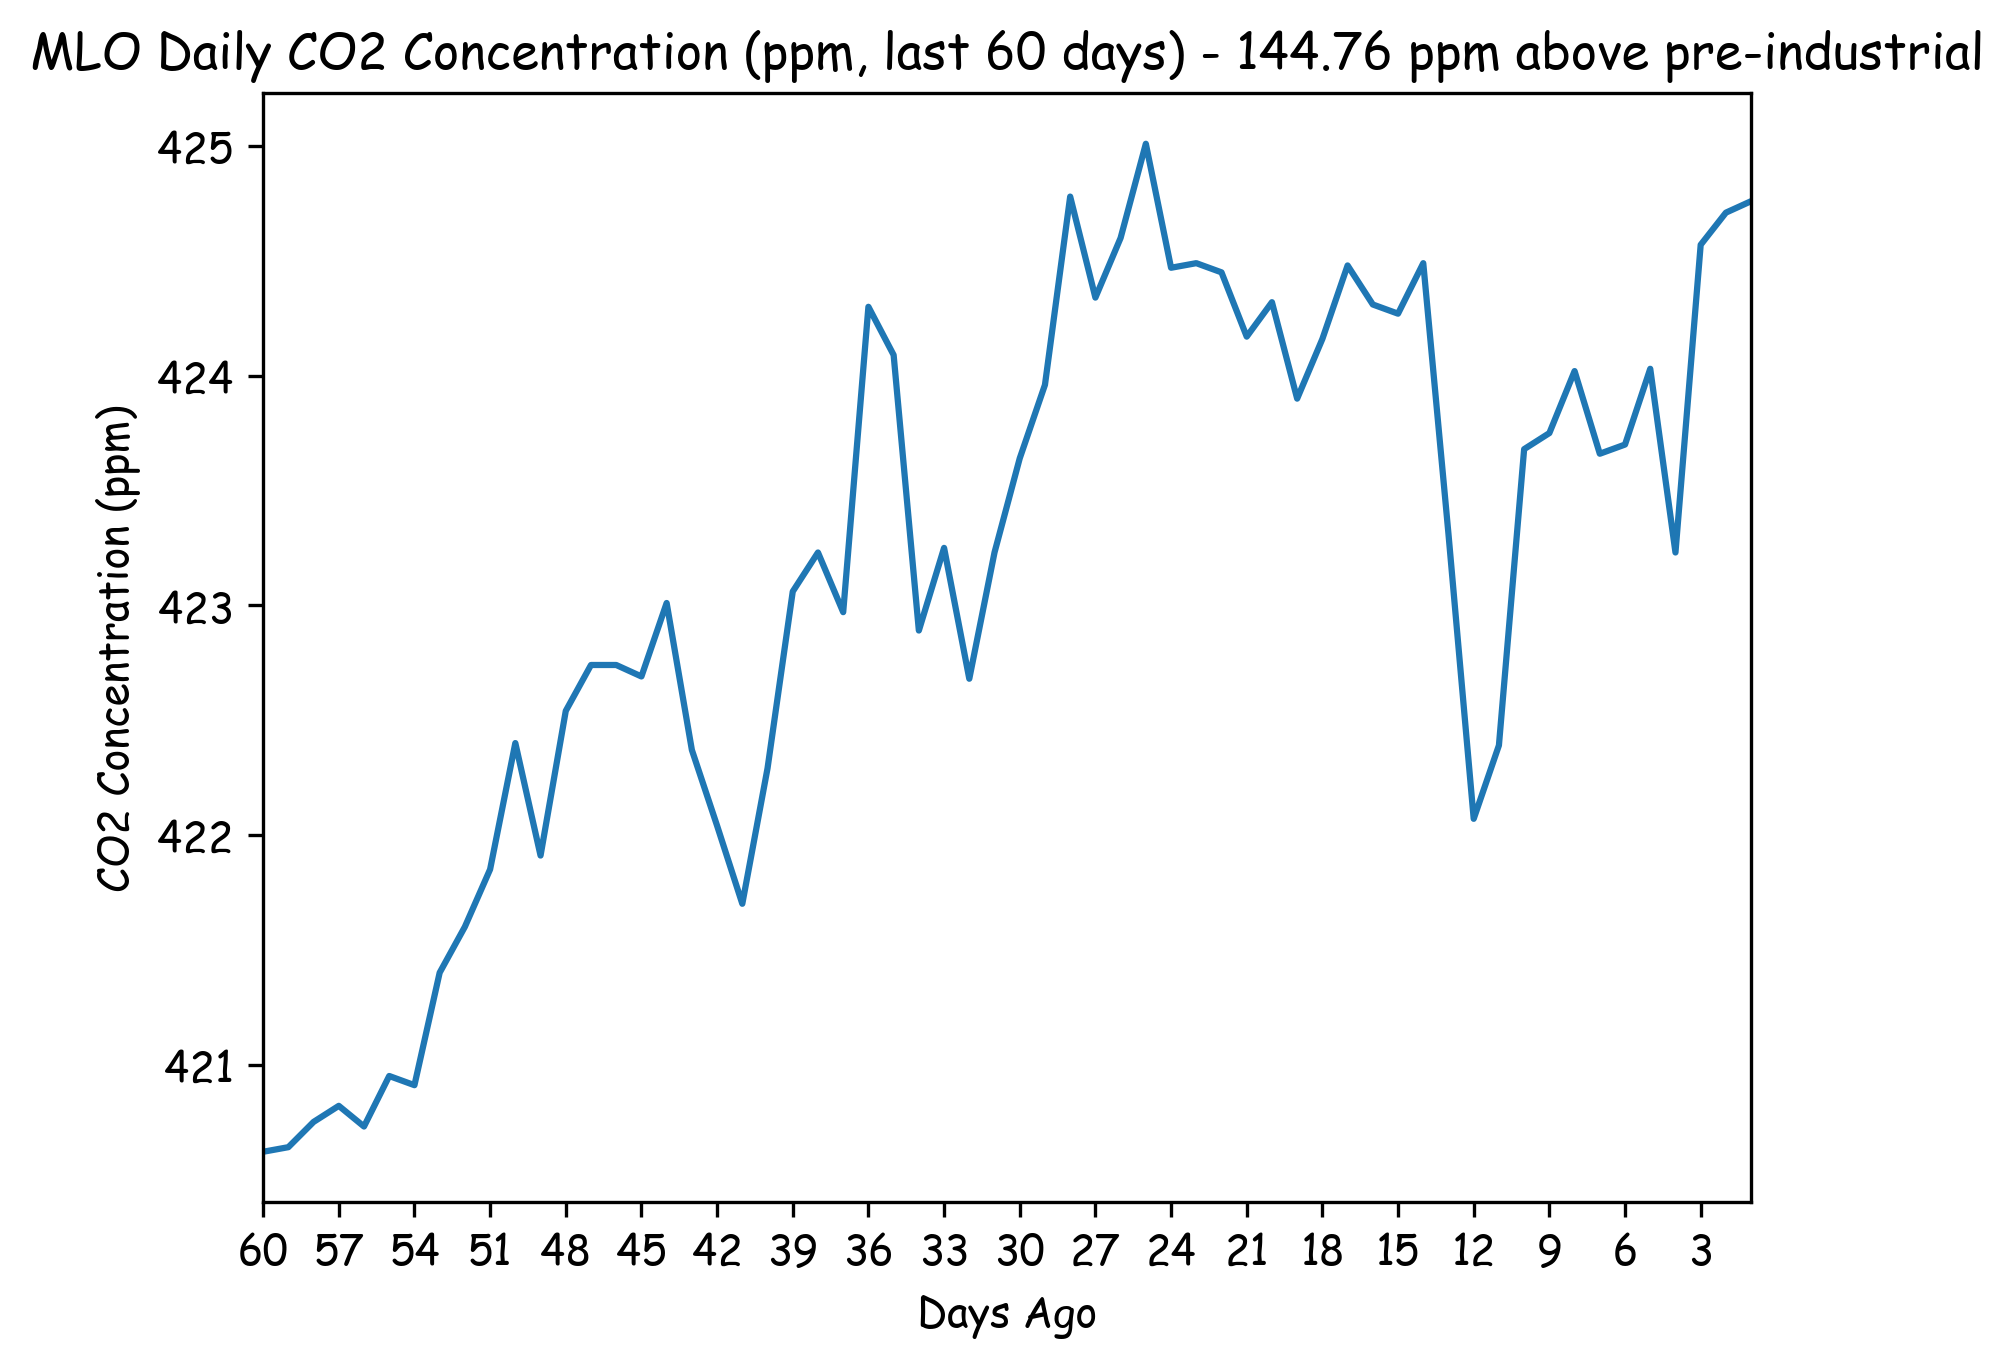 MLO Daily CO2 Concentration (ppm, last 60 days) - 144.76 ppm above pre-industrial
425
424
423
422
421
CO2 Concentration (ppm)
60 57 54 51 48 45 42 39 36 33 30 27 24 21 18 15 12 9 6 3
Days Ago